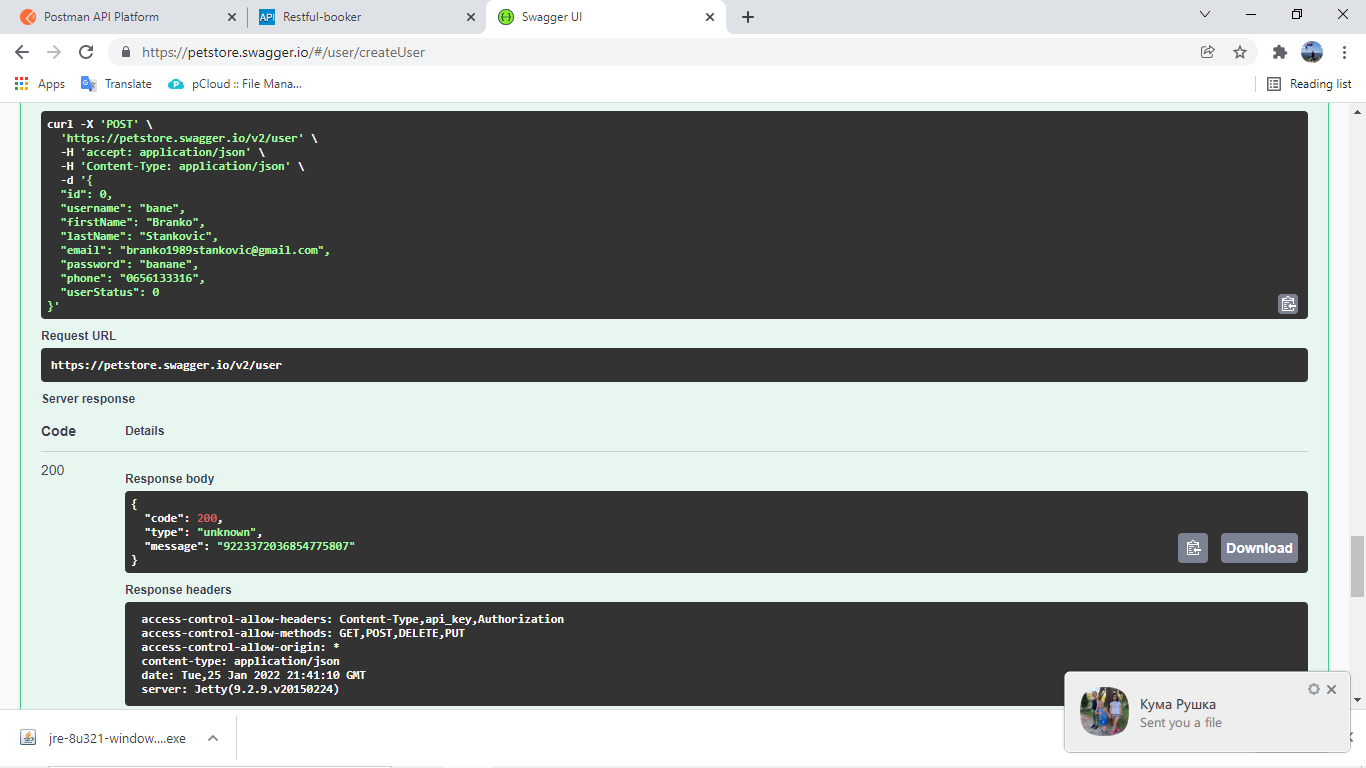 Postman API Platform
API
Restful-booker
Swagger UI
https://petstore.swagger.io/#/user/createUser
Apps
Translate
pCloud :: File Mana...
Reading list
curl -X 'POST' \
'https://petstore.swagger.io/v2/user' \
-H 'accept: application/json' \
-H 'Content-Type: application/json' \
-d '{
"id": 0,
"username": "bane",
"firstName": "Branko",
"lastName": "Stankovic",
"email": "branko1989stankovic@gmail.com",
"password": "banane",
"phone": "0656133316",
"userStatus": 0
}'
Request URL
https://petstore.swagger.io/v2/user
Server response
Code Details
200
Response body
{
"code": 200,
"type": "unknown",
"message": "9223372036854775807"
}
Download
Response headers
access-control-allow-headers: Content-Type,api_key,Authorization
access-control-allow-methods: GET,POST,DELETE,PUT
access-control-allow-origin: *
content-type: application/json
date: Tue,25 Jan 2022 21:41:10 GMT
server: Jetty(9.2.9.v20150224)
Кума Рушка
Sent you a file
jre-8u321-window....exe